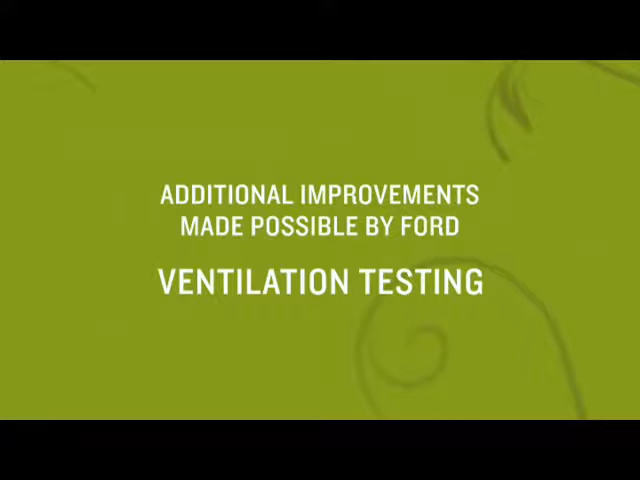 ADDITIONAL IMPROVEMENTS
MADE POSSIBLE BY FORD
VENTILATION TESTING